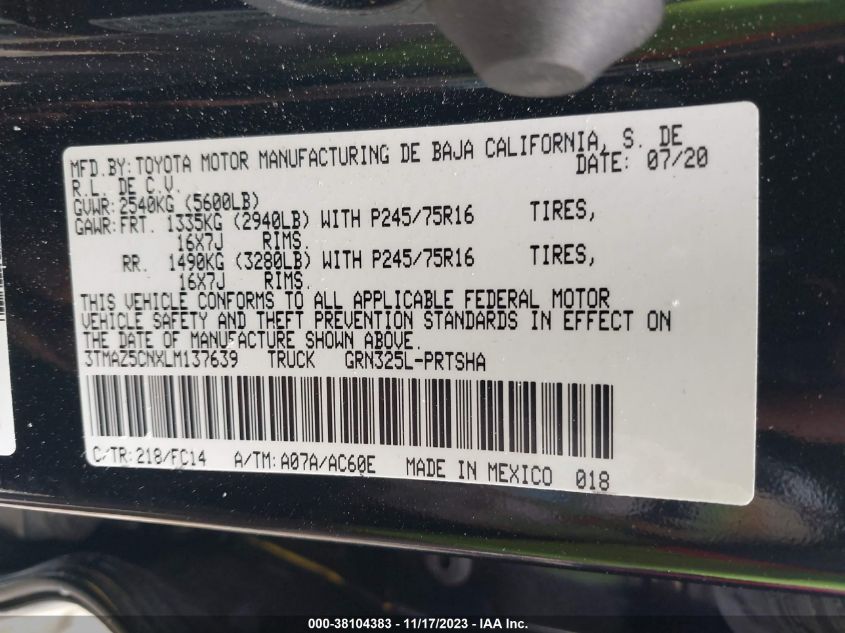 MFD.BY: TOYOTA MOTOR MANUFACTURING DE BAJA CALIFORNIA, S. DE
R.L. DE C.V. DATE: 07/20
GVWR: 2540KG (5600LB)
GAWR: FRT. 1335KG (2940LB) WITH P245/75R16 TIRES,
16X7J RIMS.
RR. 1490KG (3280LB) WITH P245/75R16 TIRES,
16X7J RIMS.
THIS VEHICLE CONFORMS TO ALL APPLICABLE FEDERAL MOTOR
VEHICLE SAFETY AND THEFT PREVENTION STANDARDS IN EFFECT ON
THE DATE OF MANUFACTURE SHOWN ABOVE.
3TMAZ5CNXLM137639 TRUCK GRN325L-PRTSHA
C/TR: 218/FC14 A/TM: A07A/AC60E MADE IN MEXICO 018
000-38104383 - 11/17/2023 - IAA Inc.